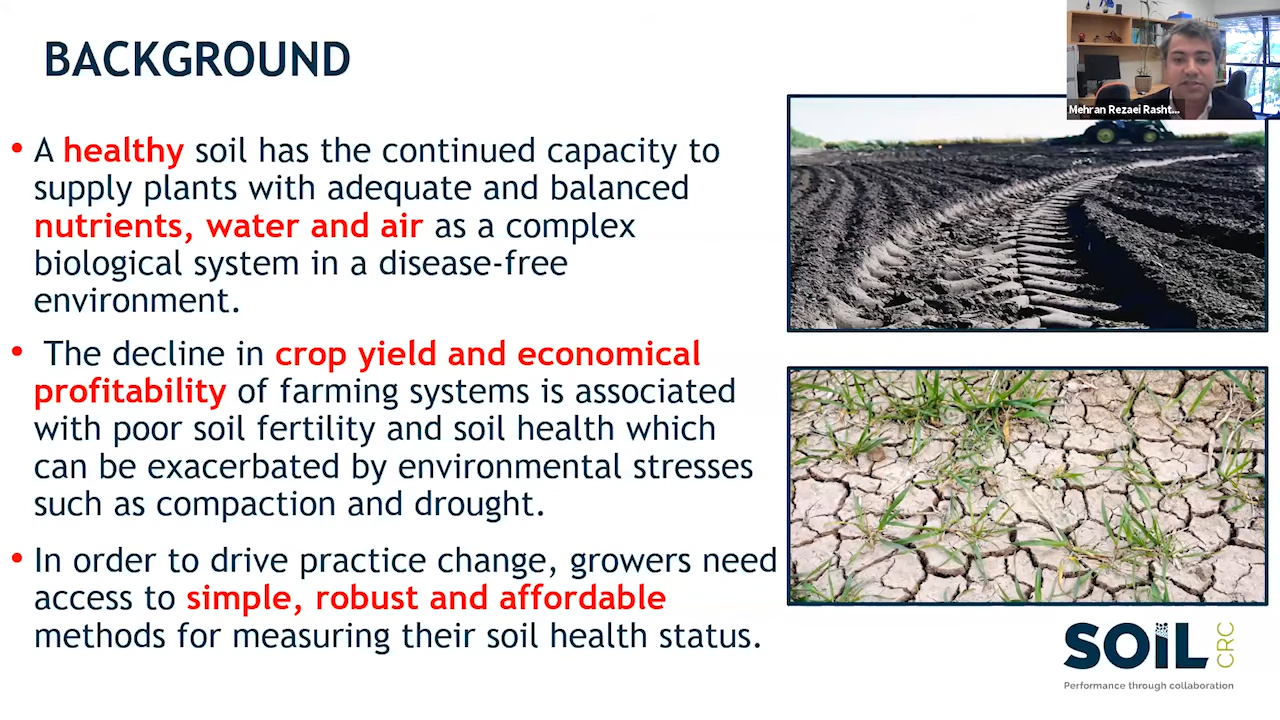 BACKGROUND
Mehran Rezaei Rasht...
• A healthy soil has the continued capacity to
supply plants with adequate and balanced
nutrients, water and air as a complex
biological system in a disease-free
environment.
• The decline in crop yield and economical
profitability of farming systems is associated
with poor soil fertility and soil health which
can be exacerbated by environmental stresses
such as compaction and drought.
• In order to drive practice change, growers need
access to simple, robust and affordable
methods for measuring their soil health status.
SOIL CRC
Performance through collaboration